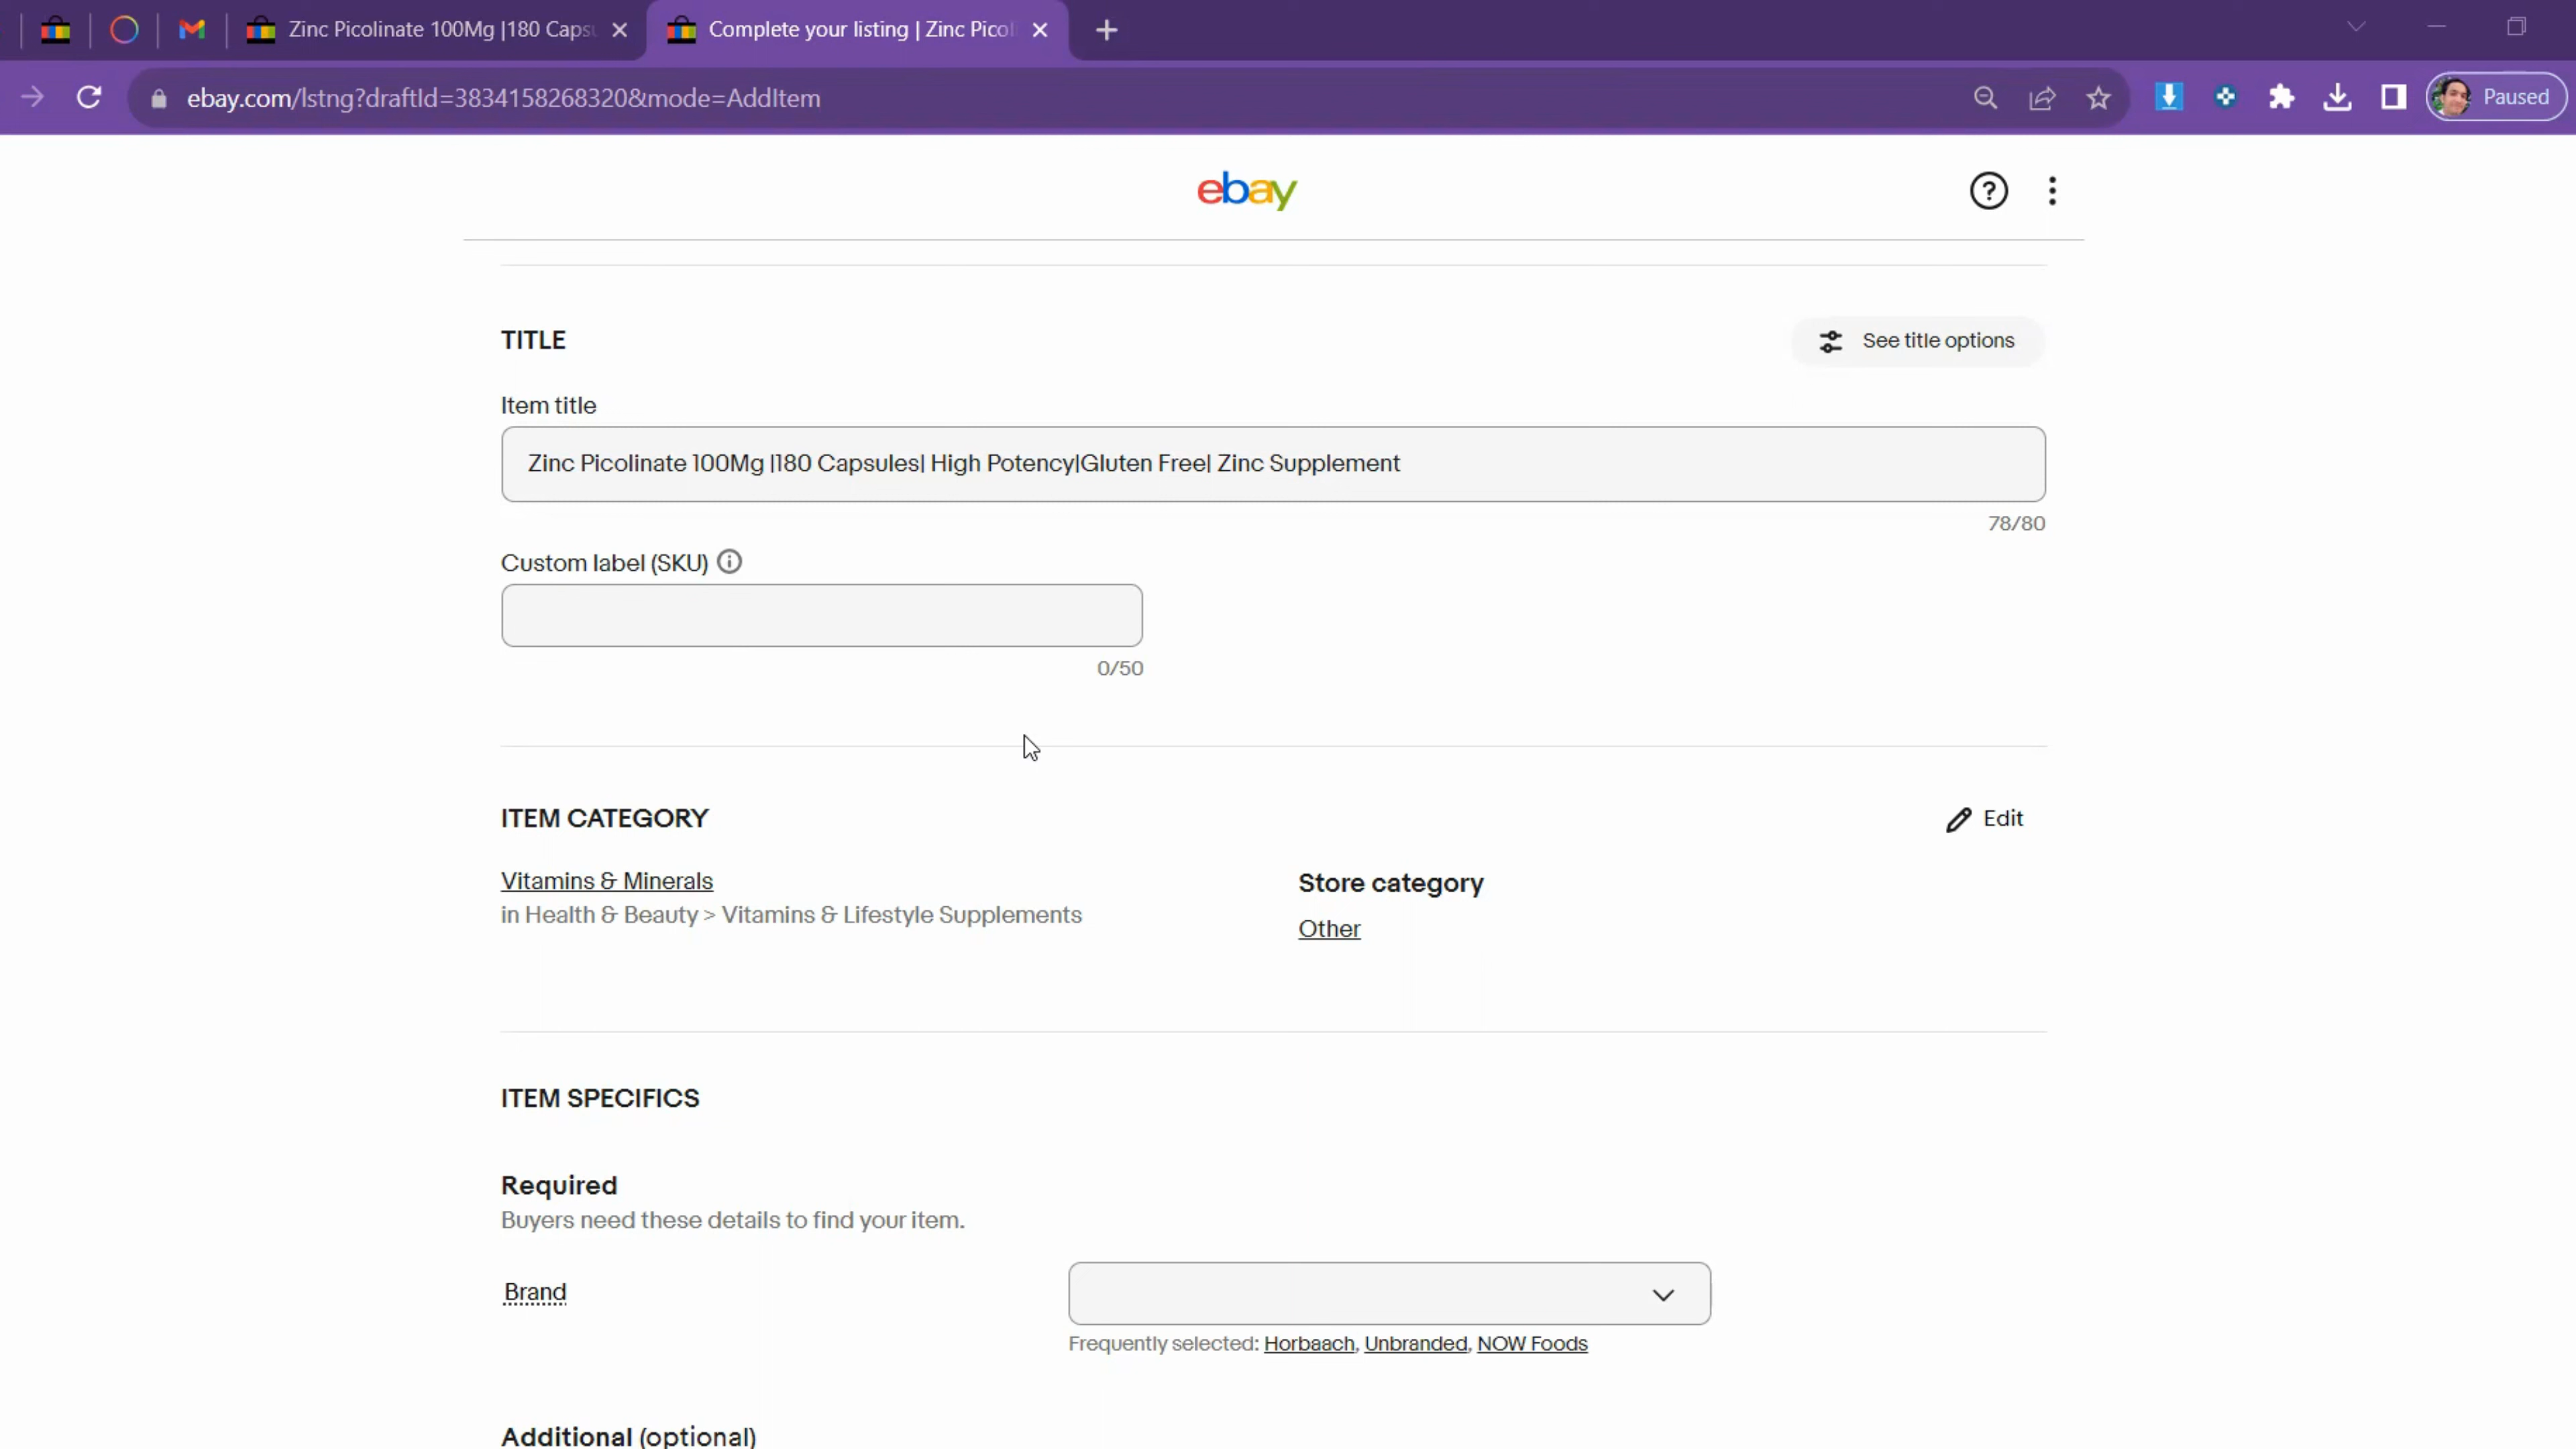 Zinc Picolinate 100Mg |180 Caps
Complete your listing | Zinc Picol
ebay.com/lstng?draftId=3834158268320&mode=AddItem
Paused
ebay
TITLE
See title options
Item title
Zinc Picolinate 100Mg |180 Capsules| High Potency|Gluten Free| Zinc Supplement
78/80
Custom label (SKU)
0/50
ITEM CATEGORY
Edit
Vitamins & Minerals
in Health & Beauty > Vitamins & Lifestyle Supplements
Store category
Other
ITEM SPECIFICS
Required
Buyers need these details to find your item.
Brand
Frequently selected: Horbaach, Unbranded, NOW Foods
Additional (optional)